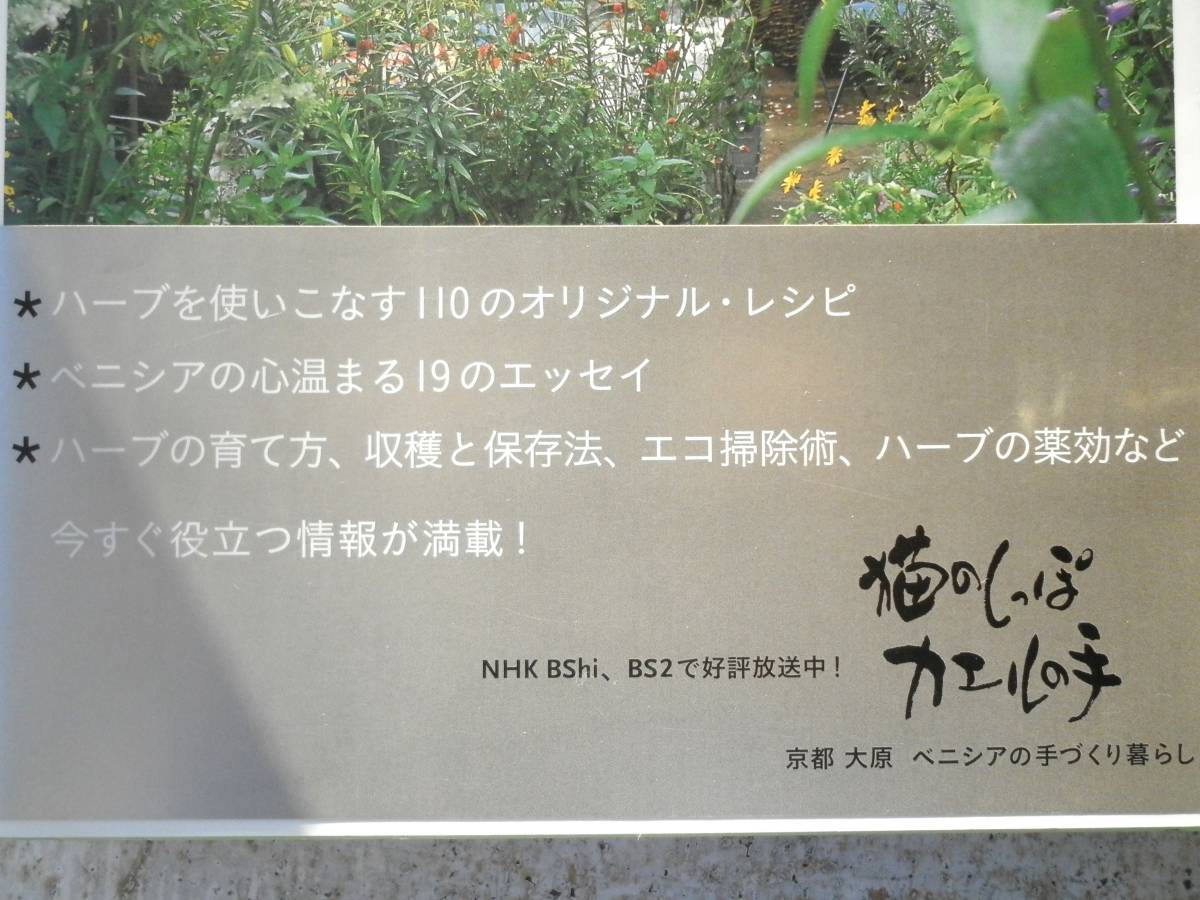 *ハーブを使いこなす110のオリジナル・レシピ
*ベニシアの心温まる19のエッセイ
*ハーブの育て方、収穫と保存法、エコ掃除術、ハーブの薬効など
今すぐ役立つ情報が満載!
猫のしっぽ
カエルの手
NHK BShi、BS2で好評放送中!
京都 大原 ベニシアの手づくり暮らし